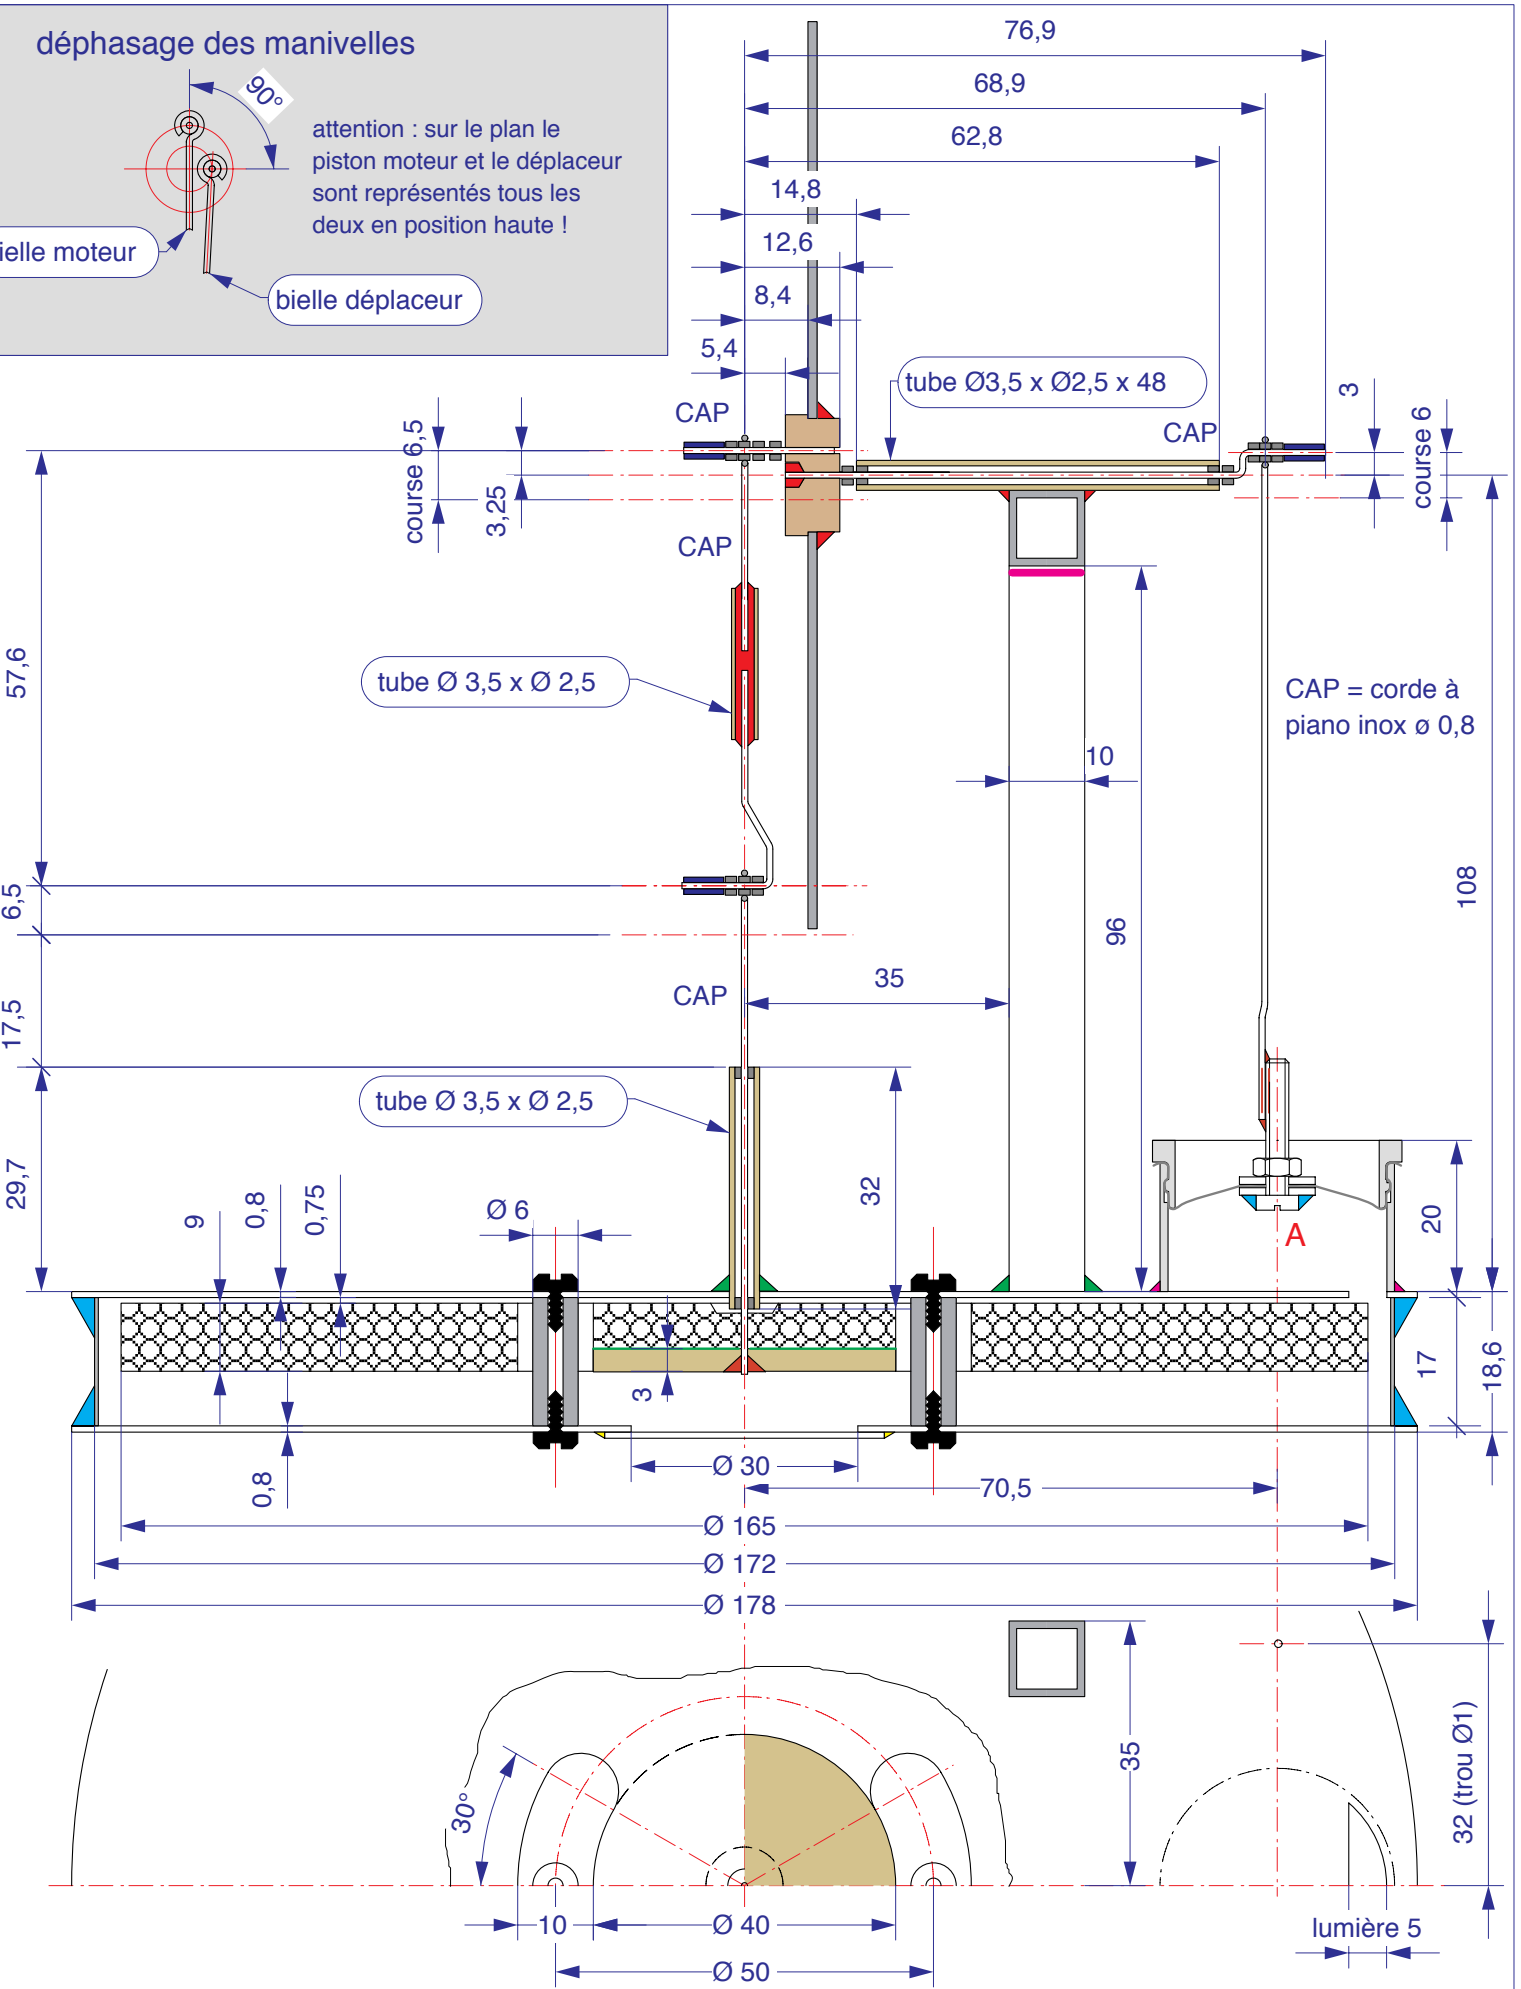 déphasage des manivelles
90°
attention : sur le plan le
piston moteur et le déplaceur
sont représentés tous les
deux en position haute !
ielle moteur
bielle déplaceur
76,9
68,9
62,8
14,8
12,6
8,4
5,4
tube Ø3,5 x Ø2,5 x 48
CAP
CAP
3
course 6
course 6,5
3,25
CAP
57,6
tube Ø 3,5 x Ø 2,5
CAP = corde à
piano inox ø 0,8
10
108
6,5
96
35
CAP
17,5
tube Ø 3,5 x Ø 2,5
29,7
32
9
0,8
0,75
Ø 6
20
A
3
17
18,6
0,8
Ø 30
70,5
Ø 165
Ø 172
Ø 178
30°
35
32 (trou Ø1)
10
Ø 40
lumière 5
Ø 50